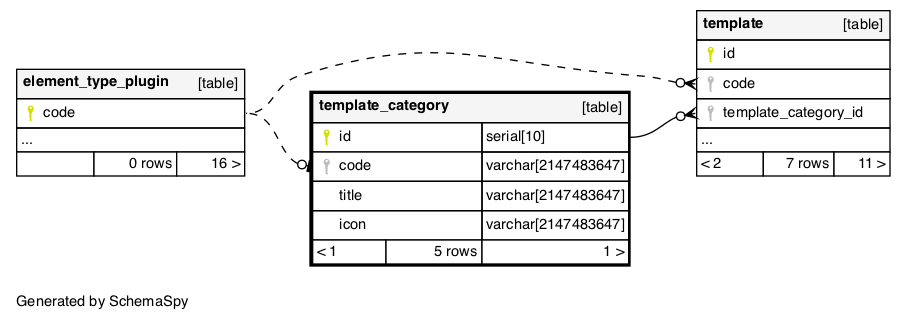 element_type_plugin [table]
code
...
0 rows 16 >
template_category [table]
id serial[10]
code varchar[2147483647]
title varchar[2147483647]
icon varchar[2147483647]
< 1 5 rows 1 >
template [table]
id
code
template_category_id
...
< 2 7 rows 11 >
Generated by SchemaSpy